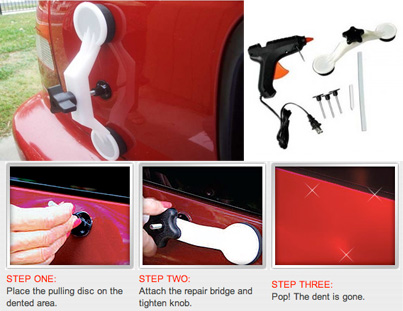 STEP ONE:
Place the pulling disc on the
dented area.
STEP TWO:
Attach the repair bridge and
tighten knob.
STEP THREE:
Pop! The dent is gone.